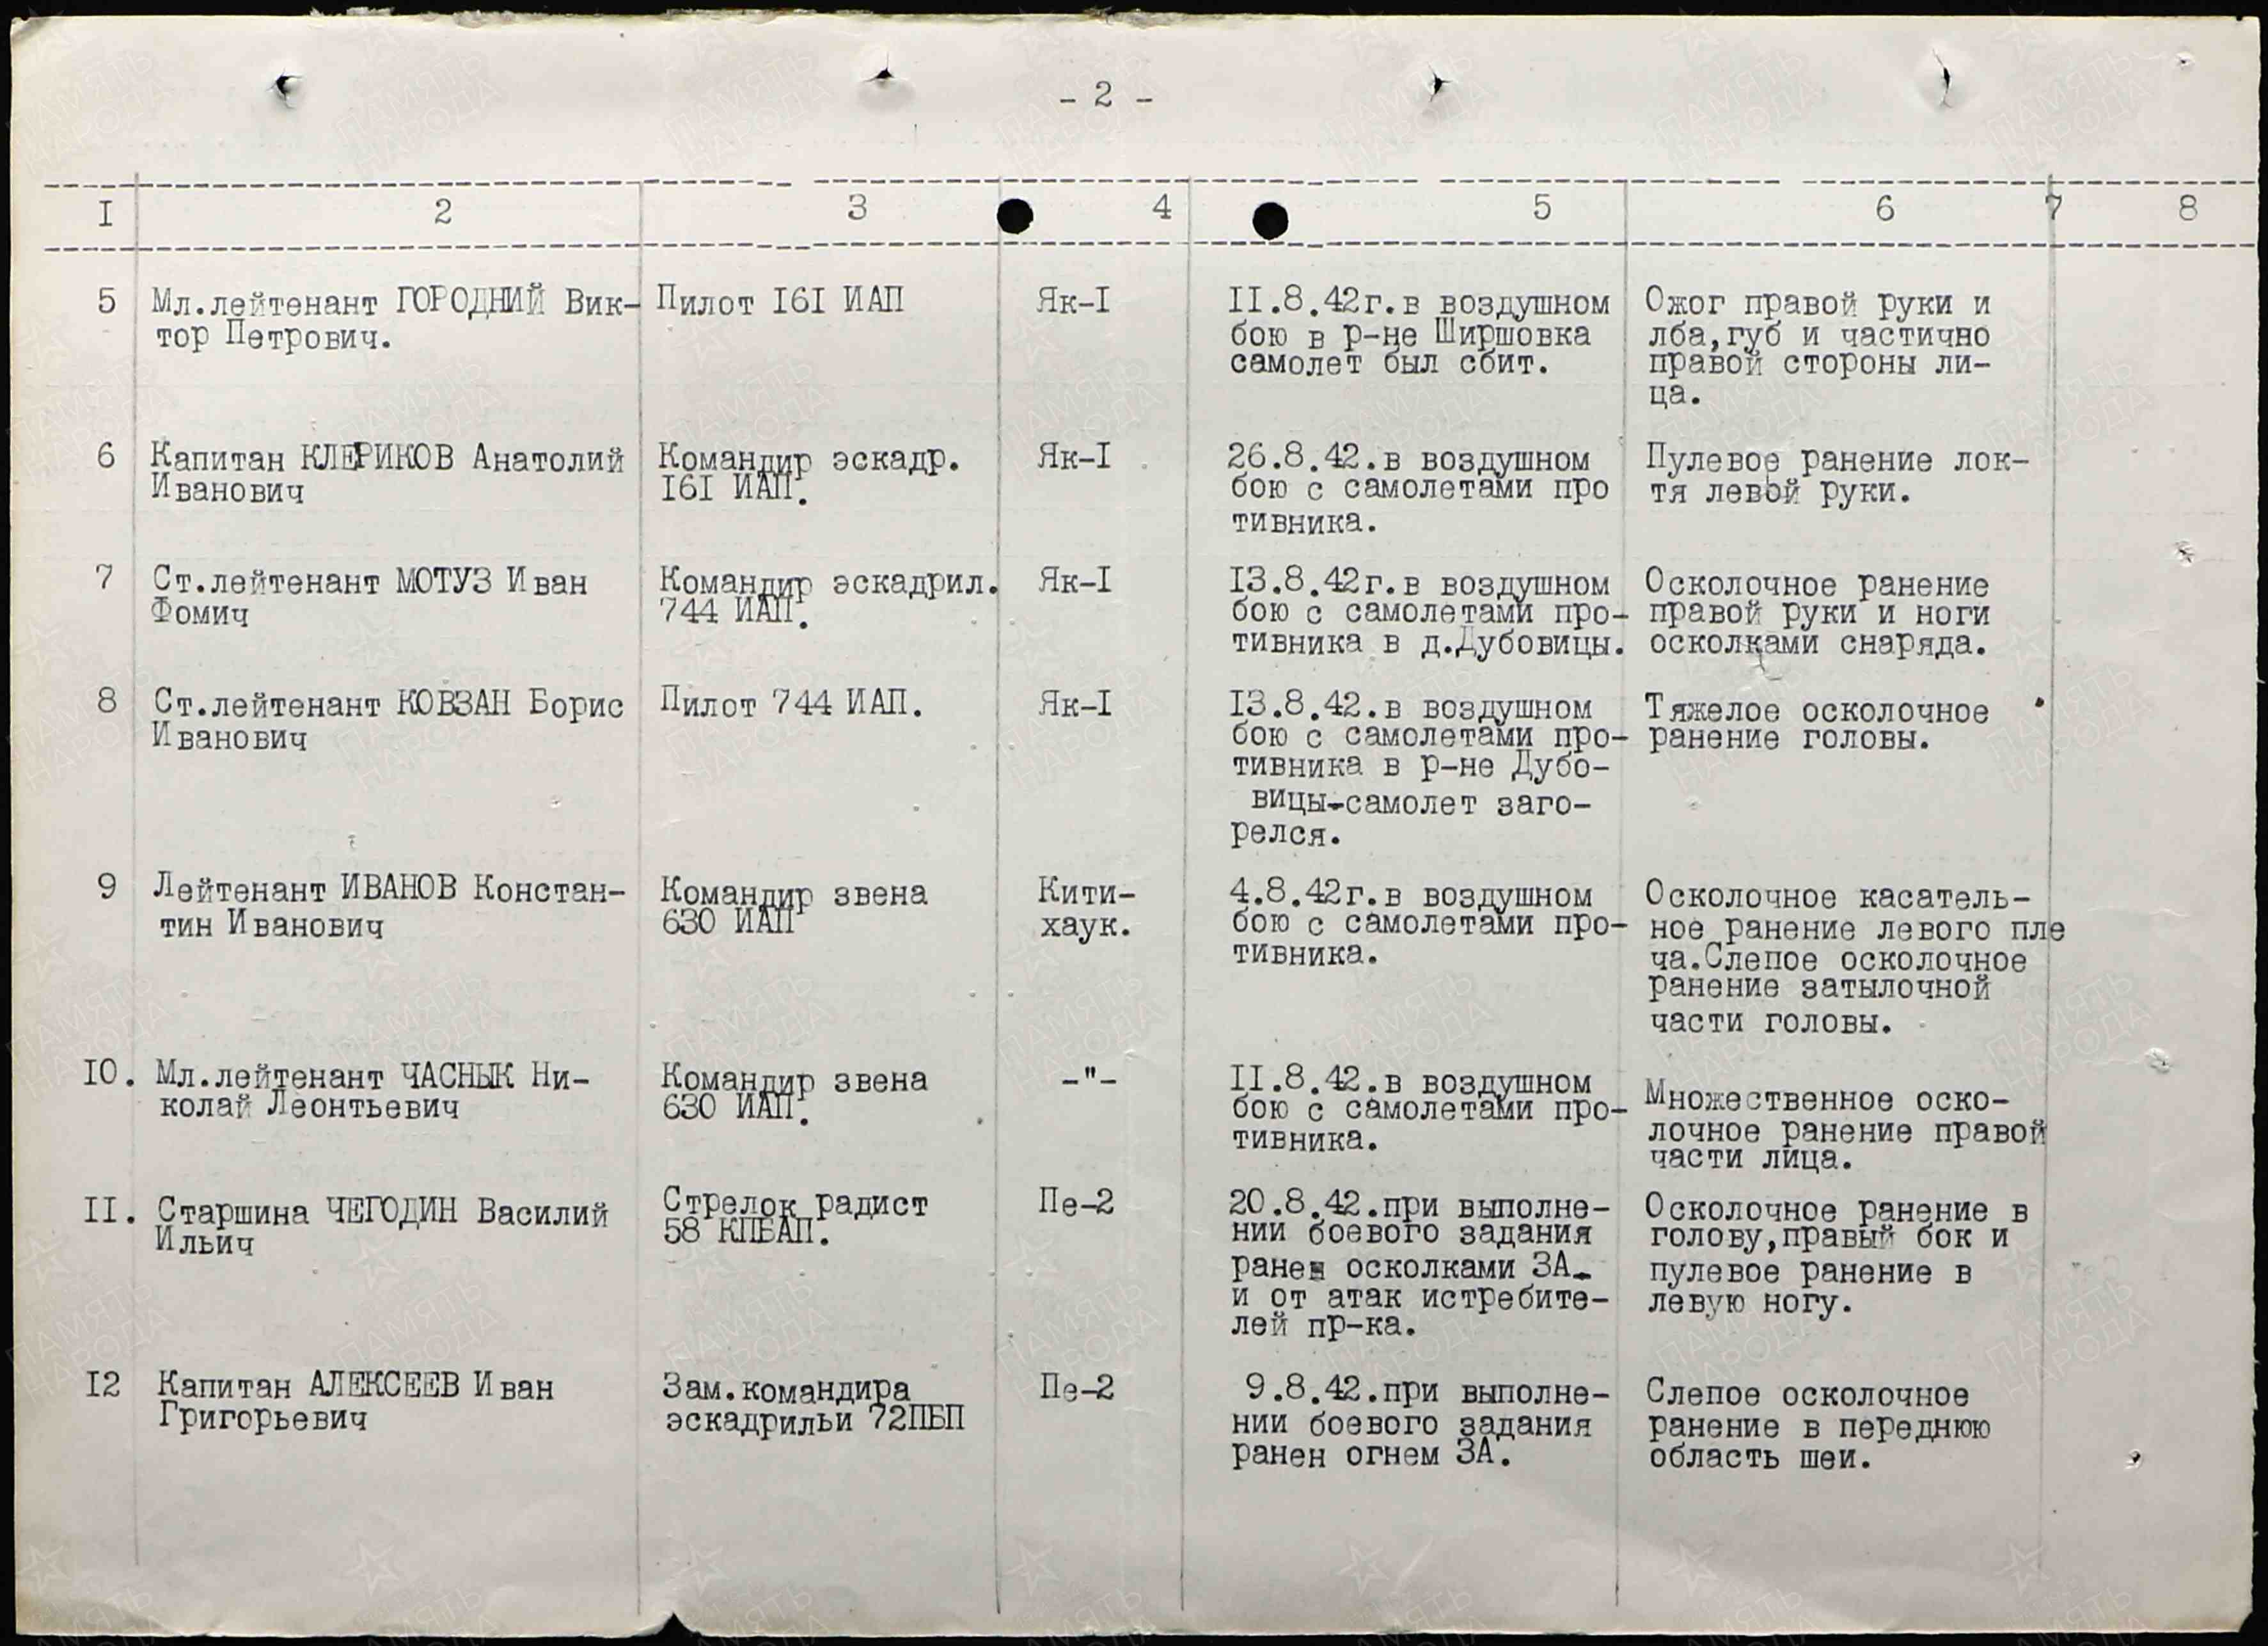 - 2 -
I 2 3 4 5 6 7 8
5 Мл.лейтенант ГОРОДНИЙ Вик- Пилот I6I ИАП Як-I II.8.42г.в воздушном Ожог правой руки и
тор Петрович. бою в р-не Ширшовка лба,губ и частично
самолет был сбит. правой стороны ли-
ца.
6 Капитан КЛЕРИКОВ Анатолий Командир эскадр. Як-I 26.8.42.в воздушном Пулевое ранение лок-
Иванович I6I ИАП. бою с самолетами про тя левой руки.
тивника.
7 Ст.лейтенант МОТУЗ Иван Командир эскадрил. Як-I I3.8.42г.в воздушном Осколочное ранение
Фомич 744 ИАП. бою с самолетами про- правой руки и ноги
тивника в д.Дубовицы. осколками снаряда.
8 Ст.лейтенант КОВЗАН Борис Пилот 744 ИАП. Як-I I3.8.42.в воздушном Тяжелое осколочное
Иванович бою с самолетами про- ранение головы.
тивника в р-не Дубо-
вицы-самолет заго-
релся.
9 Лейтенант ИВАНОВ Констан- Командир звена Кити- 4.8.42г.в воздушном Осколочное касатель-
тин Иванович 630 ИАП хаук. бою с самолетами про- ное ранение левого пле
тивника. ча.Слепое осколочное
ранение затылочной
части головы.
I0. Мл.лейтенант ЧАСНЫК Ни- Командир звена -"- II.8.42.в воздушном Множественное оско-
колай Леонтьевич 630 ИАП. бою с самолетами про- лочное ранение правой
тивника. части лица.
II. Старшина ЧЕГОДИН Василий Стрелок радист Пе-2 20.8.42.при выполне- Осколочное ранение в
Ильич 58 КПБАП. нии боевого задания голову,правый бок и
ранен осколками ЗА- пулевое ранение в
и от атак истребите- левую ногу.
лей пр-ка.
I2 Капитан АЛЕКСЕЕВ Иван Зам.командира Пе-2 9.8.42.при выполне- Слепое осколочное
Григорьевич эскадрильи 72ПБП нии боевого задания ранение в переднюю
ранен огнем ЗА. область шеи.